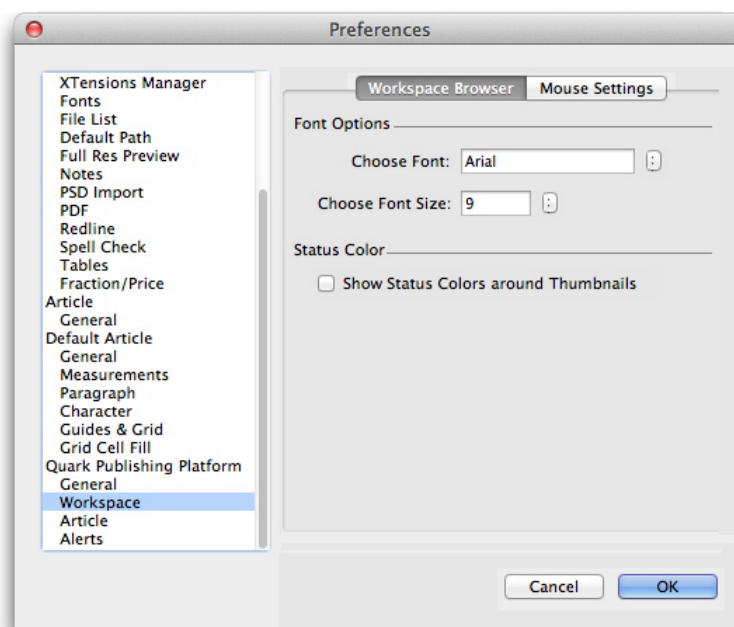 Preferences
XTensions Manager
Fonts
File List
Default Path
Full Res Preview
Notes
PSD Import
PDF
Redline
Spell Check
Tables
Fraction/Price
Article
General
Default Article
General
Measurements
Paragraph
Character
Guides & Grid
Grid Cell Fill
Quark Publishing Platform
General
Workspace
Article
Alerts
Workspace Browser Mouse Settings
Font Options
Choose Font: Arial
Choose Font Size: 9
Status Color
Show Status Colors around Thumbnails
Cancel OK